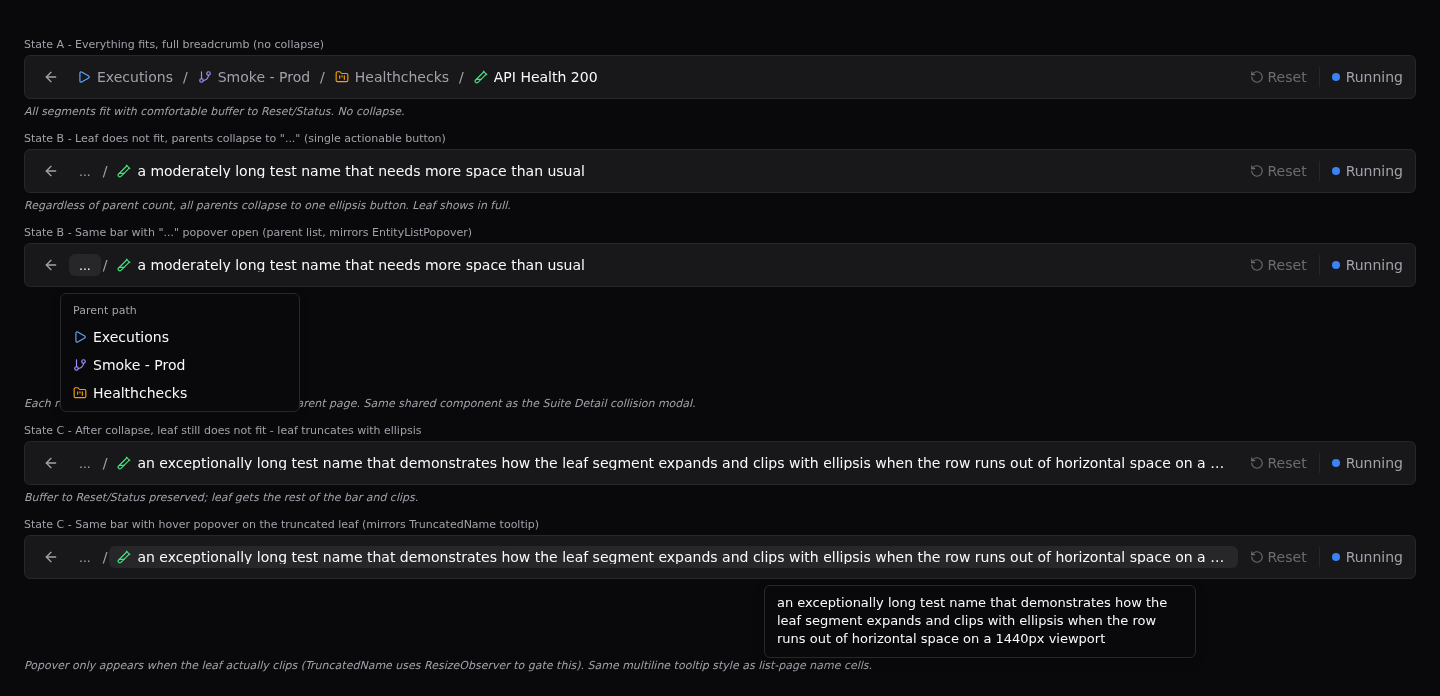 State A - Everything fits, full breadcrumb (no collapse)
Executions / Smoke - Prod / Healthchecks / API Health 200 Reset Running
All segments fit with comfortable buffer to Reset/Status. No collapse.
State B - Leaf does not fit, parents collapse to "..." (single actionable button)
... / a moderately long test name that needs more space than usual Reset Running
Regardless of parent count, all parents collapse to one ellipsis button. Leaf shows in full.
State B - Same bar with "..." popover open (parent list, mirrors EntityListPopover)
... / a moderately long test name that needs more space than usual Reset Running
Parent path
Executions
Smoke - Prod
Healthchecks
Each arent page. Same shared component as the Suite Detail collision modal.
State C - After collapse, leaf still does not fit - leaf truncates with ellipsis
... / an exceptionally long test name that demonstrates how the leaf segment expands and clips with ellipsis when the row runs out of horizontal space on a ... Reset Running
Buffer to Reset/Status preserved; leaf gets the rest of the bar and clips.
State C - Same bar with hover popover on the truncated leaf (mirrors TruncatedName tooltip)
... / an exceptionally long test name that demonstrates how the leaf segment expands and clips with ellipsis when the row runs out of horizontal space on a ... Reset Running
an exceptionally long test name that demonstrates how the
leaf segment expands and clips with ellipsis when the row
runs out of horizontal space on a 1440px viewport
Popover only appears when the leaf actually clips (TruncatedName uses ResizeObserver to gate this). Same multiline tooltip style as list-page name cells.